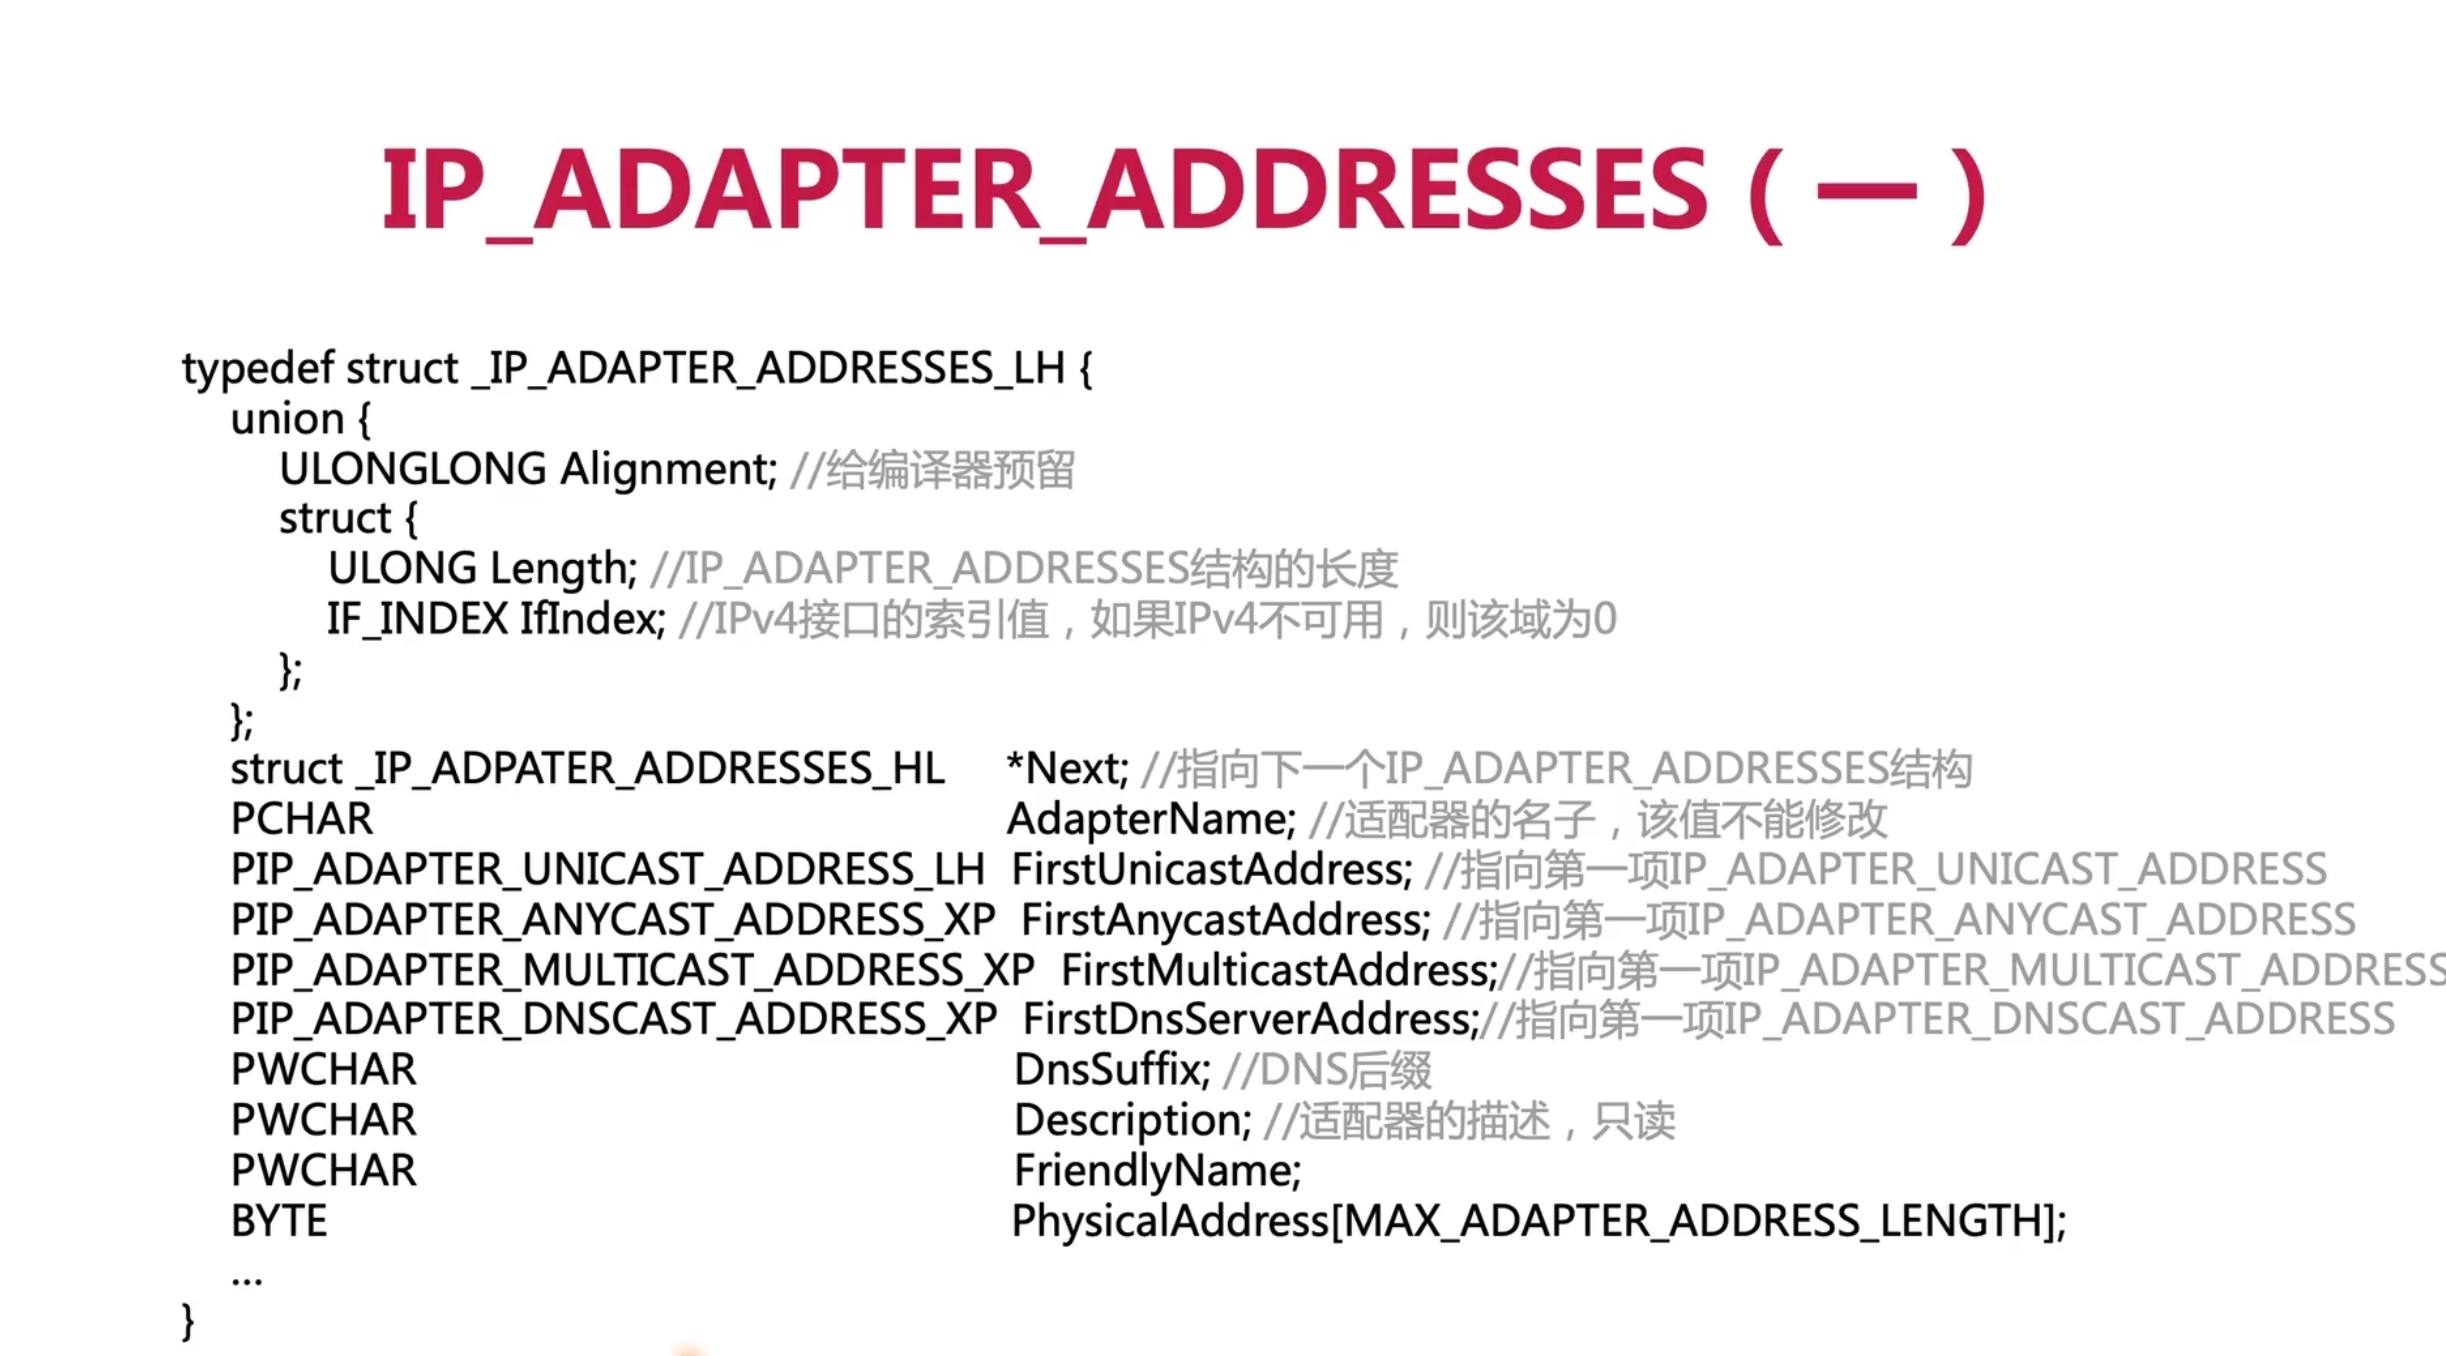 IP_ADAPTER_ADDRESSES（一）
typedef struct _IP_ADAPTER_ADDRESSES_LH {
union {
ULONGLONG Alignment; //给编译器预留
struct {
ULONG Length; //IP_ADAPTER_ADDRESSES结构的长度
IF_INDEX IfIndex; //IPv4接口的索引值，如果IPv4不可用，则该域为0
};
};
struct _IP_ADPATER_ADDRESSES_HL *Next; //指向下一个IP_ADAPTER_ADDRESSES结构
PCHAR AdapterName; //适配器的名子，该值不能修改
PIP_ADAPTER_UNICAST_ADDRESS_LH FirstUnicastAddress; //指向第一项IP_ADAPTER_UNICAST_ADDRESS
PIP_ADAPTER_ANYCAST_ADDRESS_XP FirstAnycastAddress; //指向第一项IP_ADAPTER_ANYCAST_ADDRESS
PIP_ADAPTER_MULTICAST_ADDRESS_XP FirstMulticastAddress;//指向第一项IP_ADAPTER_MULTICAST_ADDRESS
PIP_ADAPTER_DNSCAST_ADDRESS_XP FirstDnsServerAddress;//指向第一项IP_ADAPTER_DNSCAST_ADDRESS
PWCHAR DnsSuffix; //DNS后缀
PWCHAR Description; //适配器的描述，只读
PWCHAR FriendlyName;
BYTE PhysicalAddress[MAX_ADAPTER_ADDRESS_LENGTH];
...
}